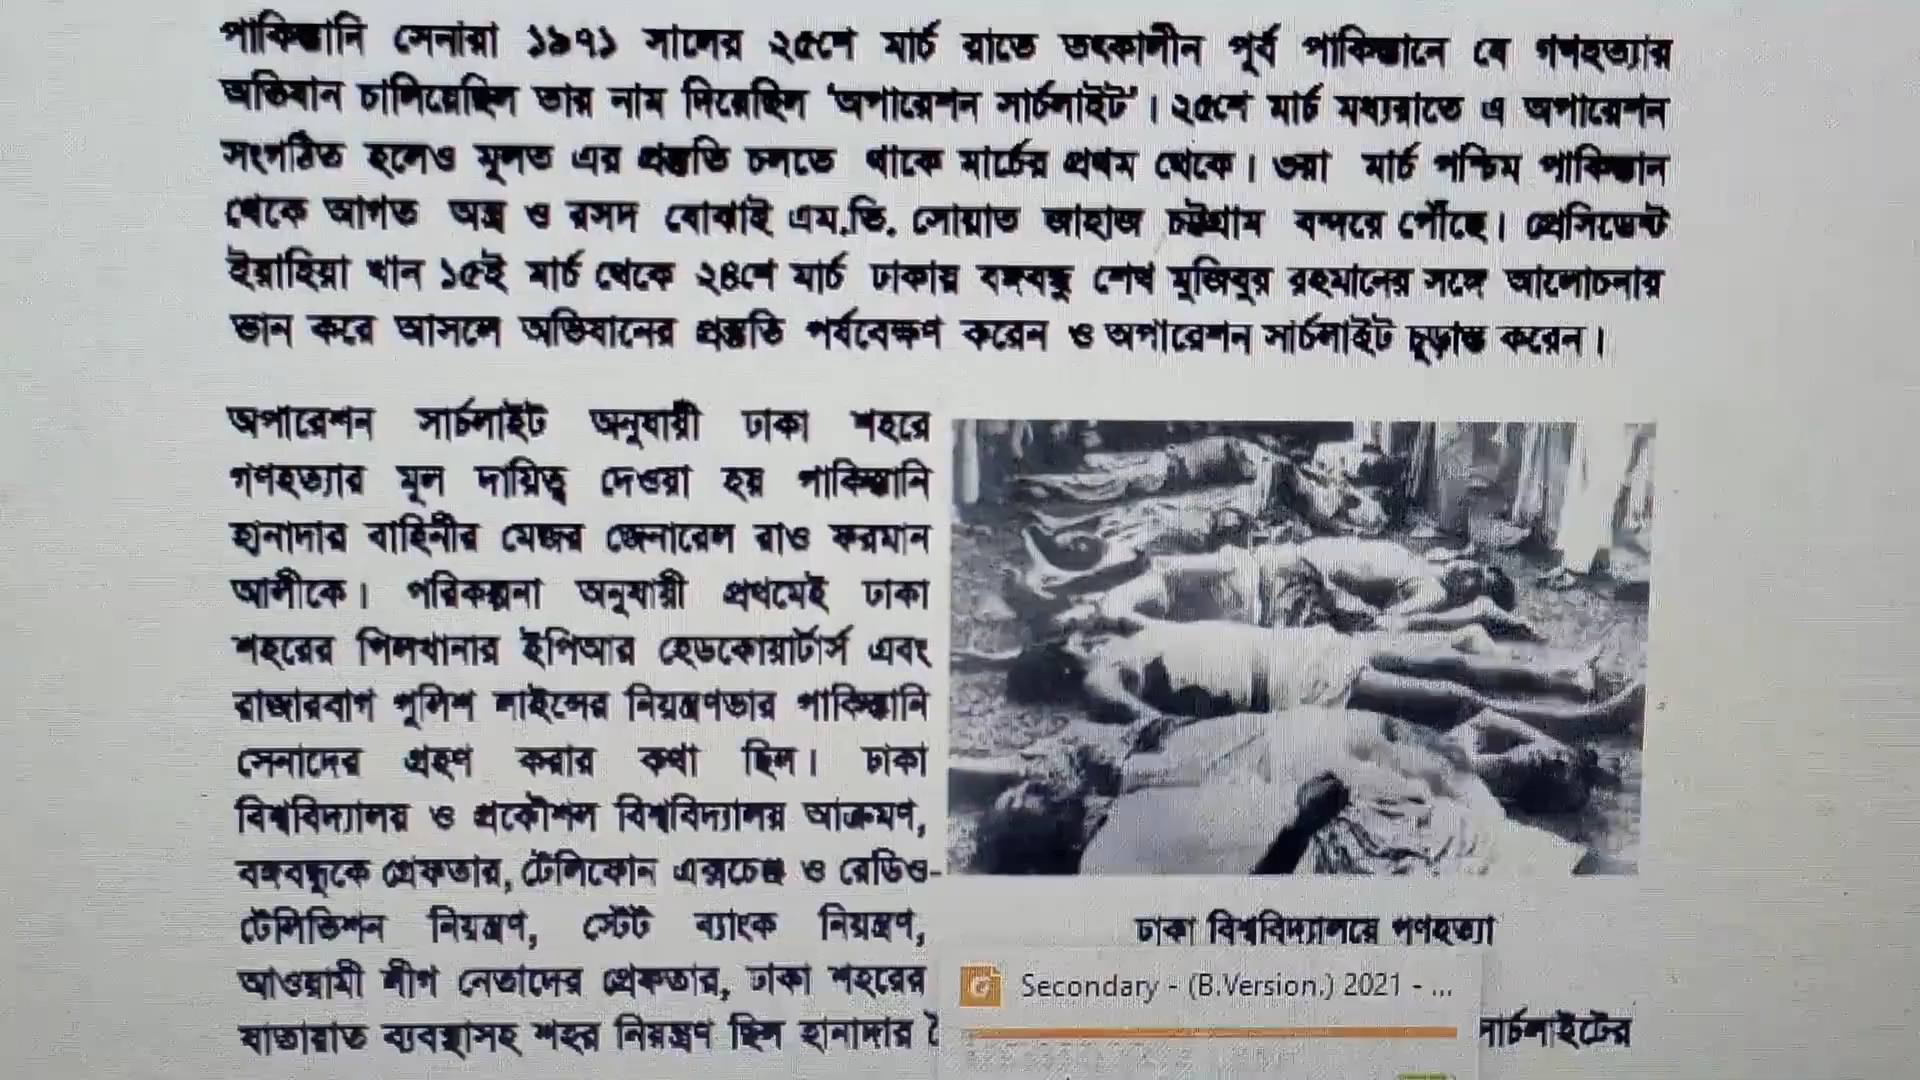 পাকিস্তানি সেনারা ১৯৭১ সালের ২৫শে মার্চ রাতে তৎকালীন পূর্ব পাকিস্তানে যে গণহত্যার
অভিযান চালিয়েছিল তার নাম দিয়েছিল 'অপারেশন সার্চলাইট'। ২৫শে মার্চ মধ্যরাতে এ অপারেশন
সংগঠিত হলেও মূলত এর প্রস্তুতি চলতে থাকে মার্চের প্রথম থেকে। ৩রা মার্চ পশ্চিম পাকিস্তান
থেকে আগত অস্ত্র ও রসদ বোঝাই এম.ভি. সোয়াত জাহাজ চট্টগ্রাম বন্দরে পৌঁছে। প্রেসিডেন্ট
ইয়াহিয়া খান ১৫ই মার্চ থেকে ২৪শে মার্চ ঢাকায় বঙ্গবন্ধু শেখ মুজিবুর রহমানের সঙ্গে আলোচনার
ভান করে আসলে অভিযানের প্রস্তুতি পর্যবেক্ষণ করেন ও অপারেশন সার্চলাইট চূড়ান্ত করেন।
অপারেশন সার্চলাইট অনুযায়ী ঢাকা শহরে
গণহত্যার মূল দায়িত্ব দেওয়া হয় পাকিস্তানি
হানাদার বাহিনীর মেজর জেনারেল রাও ফরমান
আলীকে। পরিকল্পনা অনুযায়ী প্রথমেই ঢাকা
শহরের পিলখানার ইপিআর হেডকোয়ার্টার্স এবং
রাজারবাগ পুলিশ লাইন্সের নিয়ন্ত্রণভার পাকিস্তানি
সেনাদের গ্রহণ করার কথা ছিল। ঢাকা
বিশ্ববিদ্যালয় ও প্রকৌশল বিশ্ববিদ্যালয় আক্রমণ,
বঙ্গবন্ধুকে গ্রেফতার, টেলিফোন এক্সচেঞ্জ ও রেডিও-
টেলিভিশন নিয়ন্ত্রণ, স্টেট ব্যাংক নিয়ন্ত্রণ,
আওয়ামী লীগ নেতাদের গ্রেফতার, ঢাকা শহরের
যাতায়াত ব্যবস্থাসহ শহর নিয়ন্ত্রণ ছিল হানাদার
ঢাকা বিশ্ববিদ্যালয়ে গণহত্যা
Secondary - (B.Version.) 2021 - ...
সার্চলাইটের